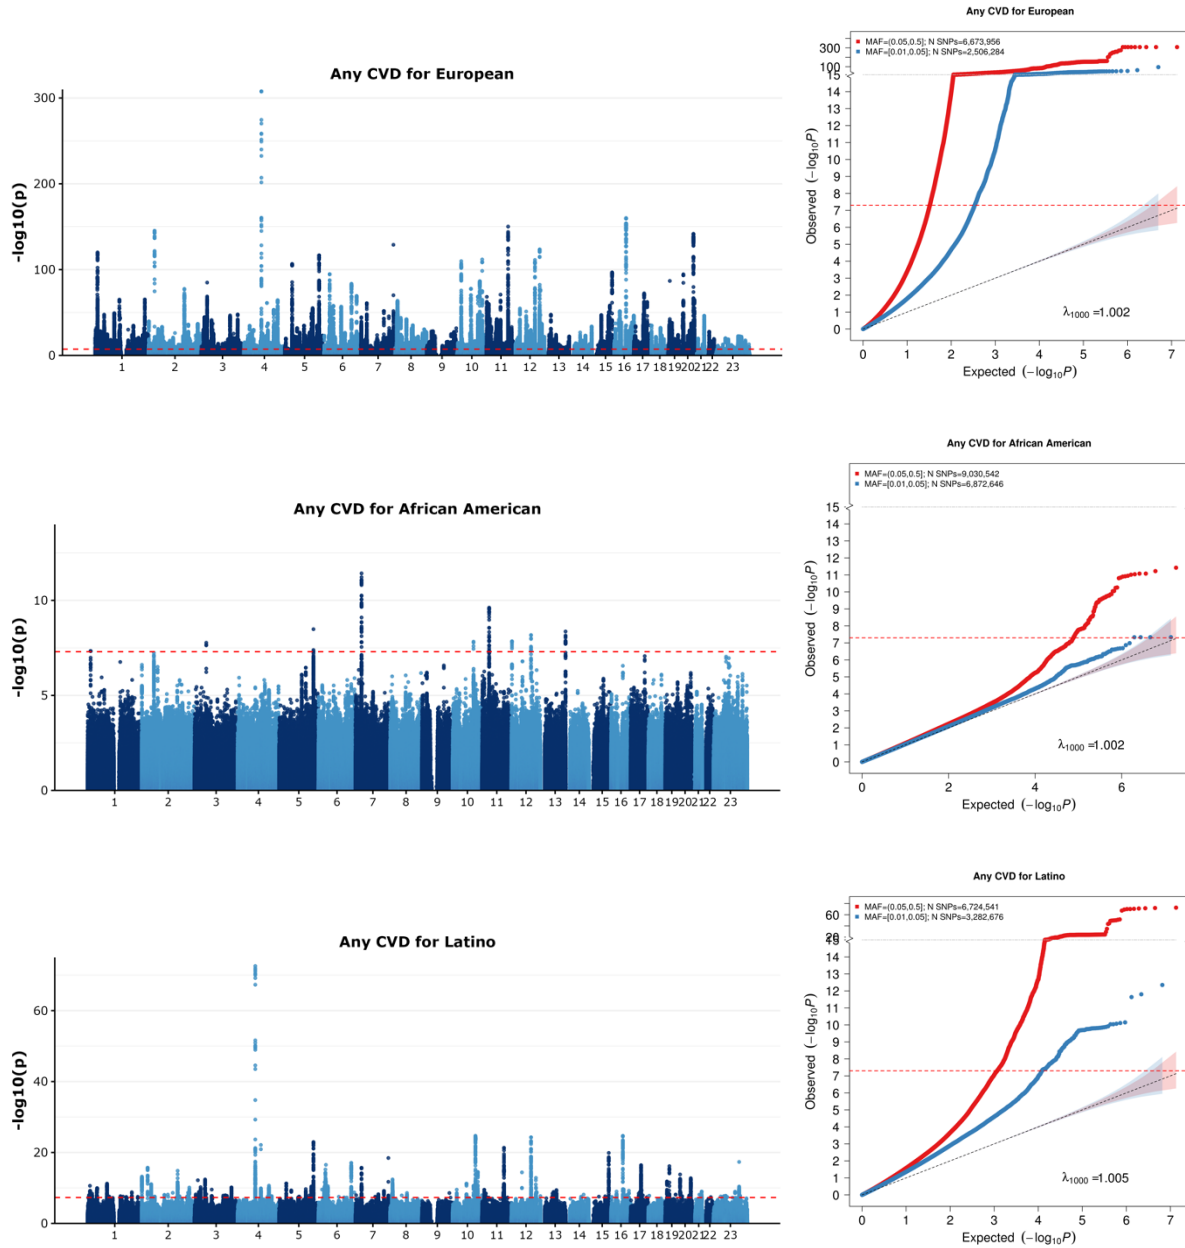 Any CVD for European
-log10(p)
300
200
100
0
1 2 3 4 5 6 7 8 9 10 11 12 13 14 15 16 17 18 192021 22 23
Any CVD for European
MAF=(0.05,0.5]; N SNPs=6,673,956
MAF=[0.01,0.05]; N SNPs=2,506,284
Observed (−log10P)
300
100
15
14
13
12
11
10
9
8
7
6
5
4
3
2
1
0
λ1000 =1.002
0 1 2 3 4 5 6 7
Expected (−log10P)
Any CVD for African American
-log10(p)
10
5
0
1 2 3 4 5 6 7 8 9 10 11 12 13 14 15 16 17 18 19202122 23
Any CVD for African American
MAF=(0.05,0.5]; N SNPs=9,030,542
MAF=[0.01,0.05]; N SNPs=6,872,646
Observed (−log10P)
15
14
13
12
11
10
9
8
7
6
5
4
3
2
1
0
λ1000 =1.002
0 2 4 6
Expected (−log10P)
Any CVD for Latino
-log10(p)
60
40
20
0
1 2 3 4 5 6 7 8 9 10 11 12 13 14 15 16 17 18 19202122 23
Any CVD for Latino
MAF=(0.05,0.5]; N SNPs=6,724,541
MAF=[0.01,0.05]; N SNPs=3,282,676
Observed (−log10P)
60
20
15
14
13
12
11
10
9
8
7
6
5
4
3
2
1
0
λ1000 =1.005
0 1 2 3 4 5 6 7
Expected (−log10P)